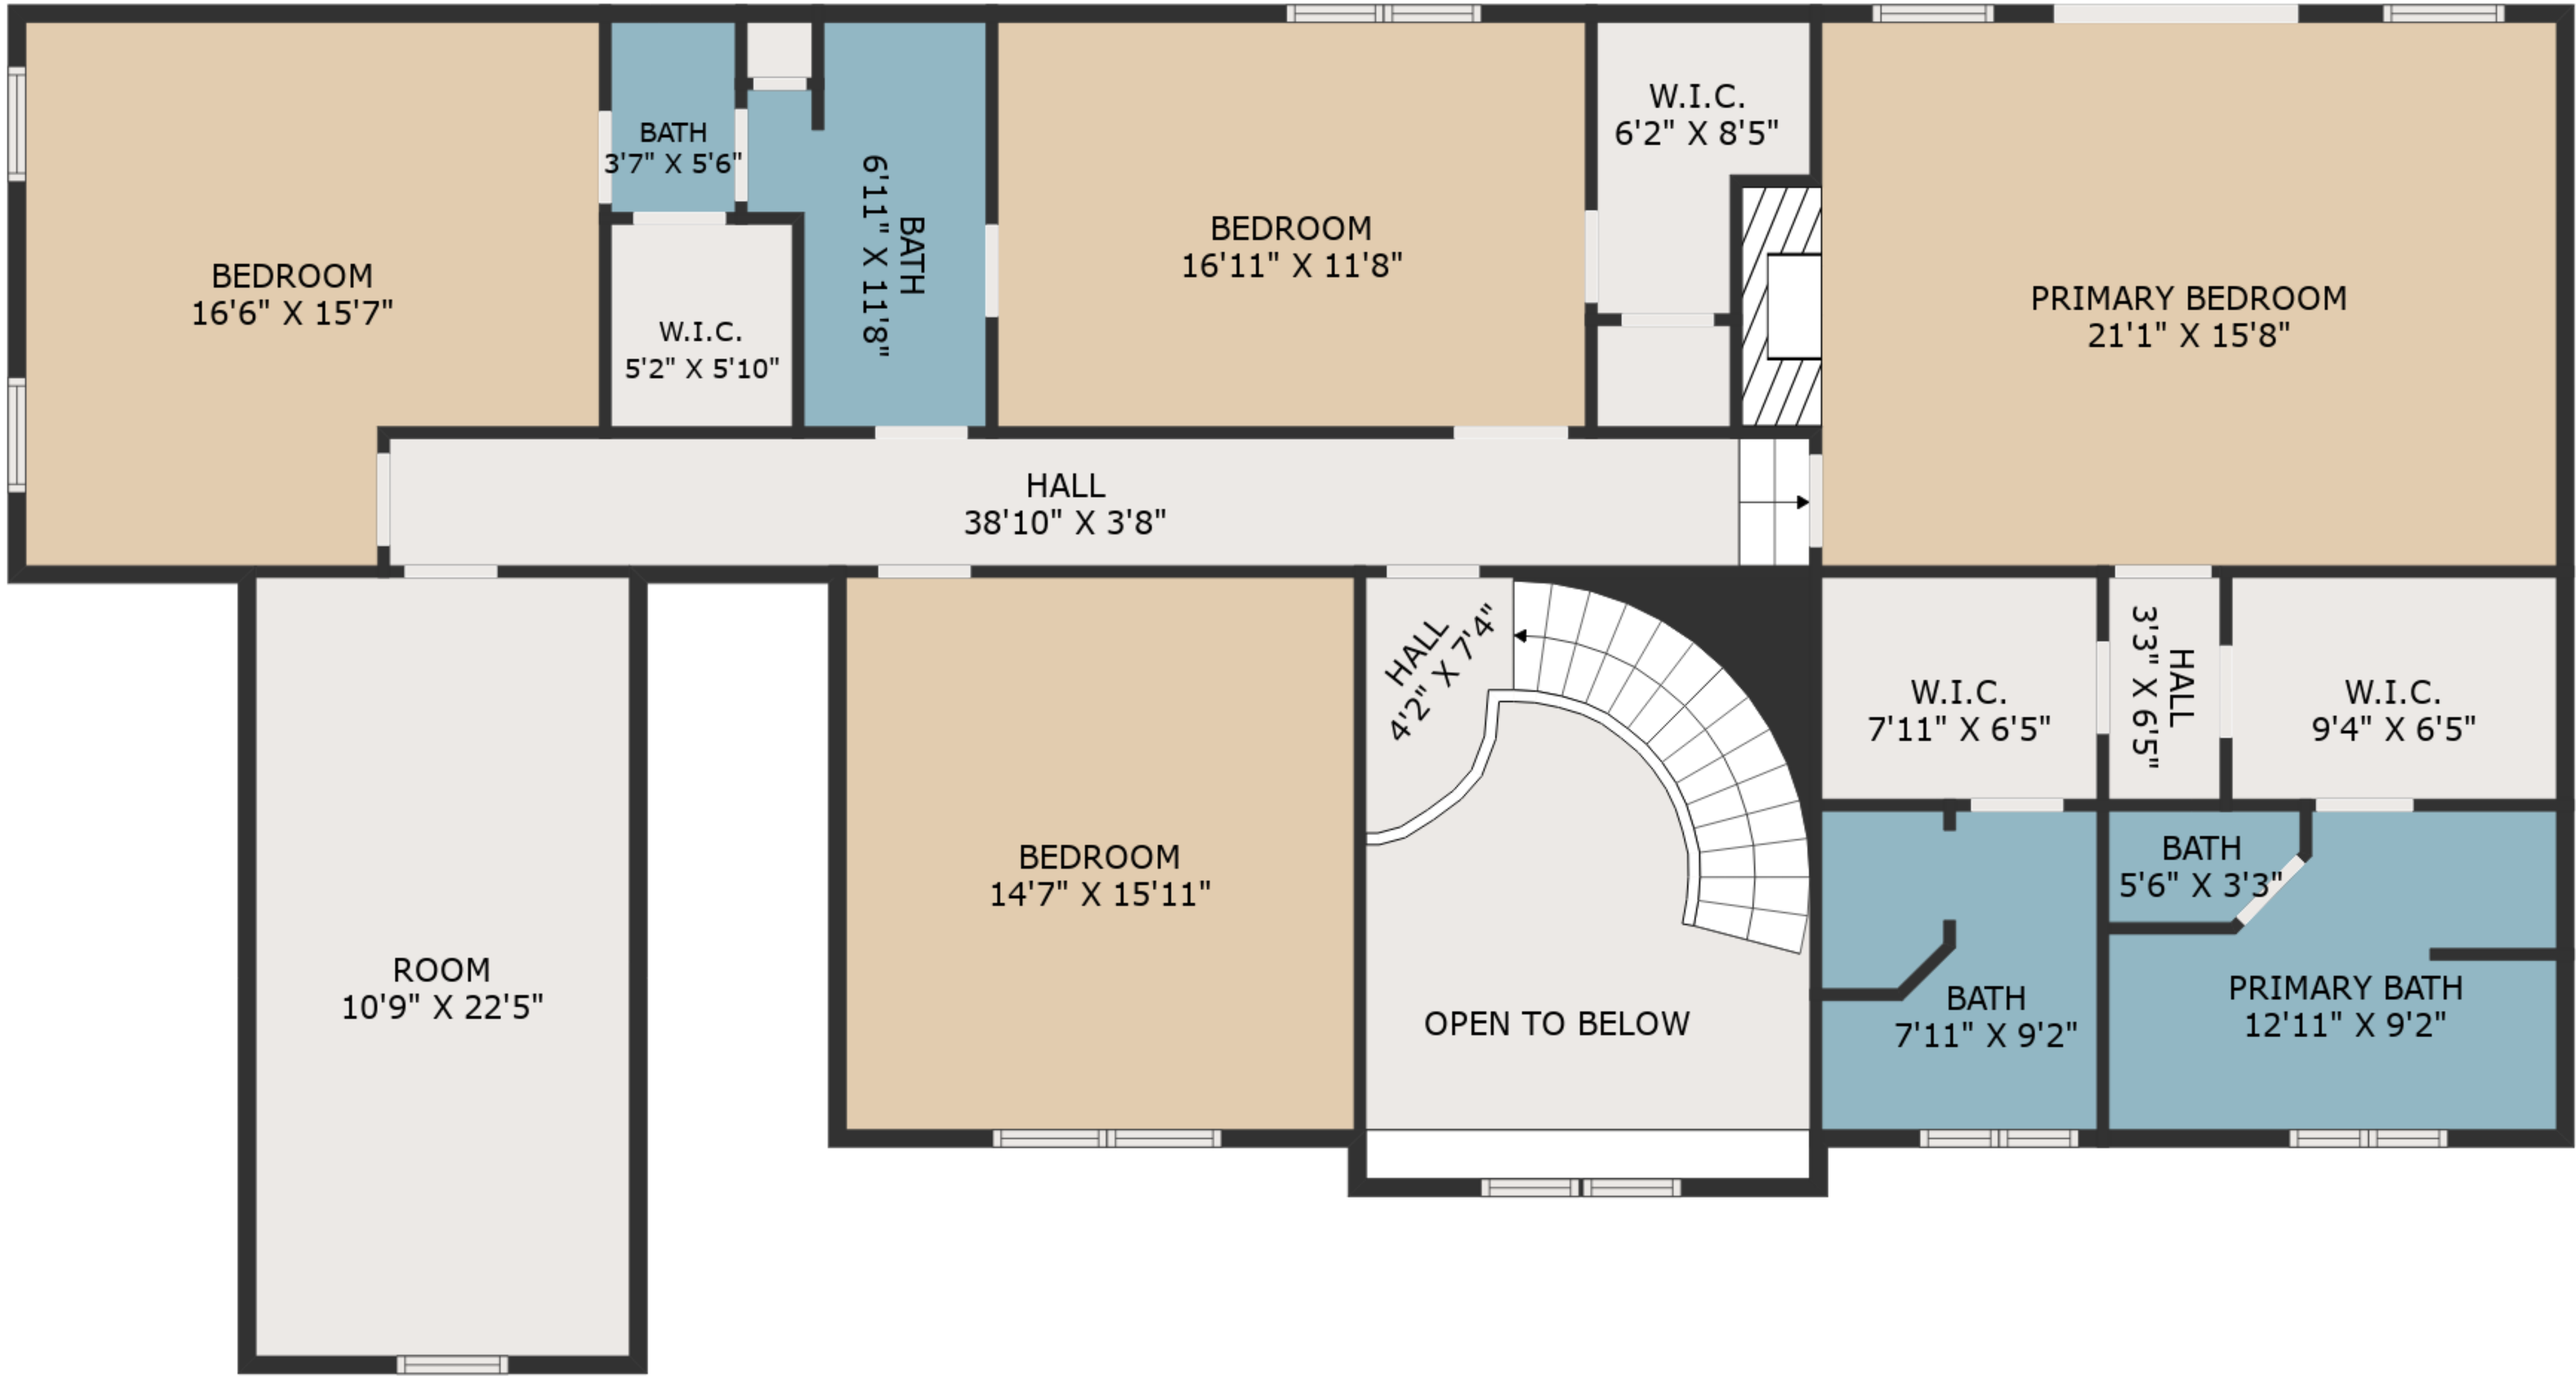 BATH
3'7" X 5'6"
W.I.C.
6'2" X 8'5"
BEDROOM
16'6" X 15'7"
BATH
6'11" X 11'8"
BEDROOM
16'11" X 11'8"
PRIMARY BEDROOM
21'1" X 15'8"
W.I.C.
5'2" X 5'10"
HALL
38'10" X 3'8"
HALL
4'2" X 7'4"
W.I.C.
7'11" X 6'5"
HALL
3'3" X 6'5"
W.I.C.
9'4" X 6'5"
BEDROOM
14'7" X 15'11"
BATH
5'6" X 3'3"
ROOM
10'9" X 22'5"
OPEN TO BELOW
BATH
7'11" X 9'2"
PRIMARY BATH
12'11" X 9'2"